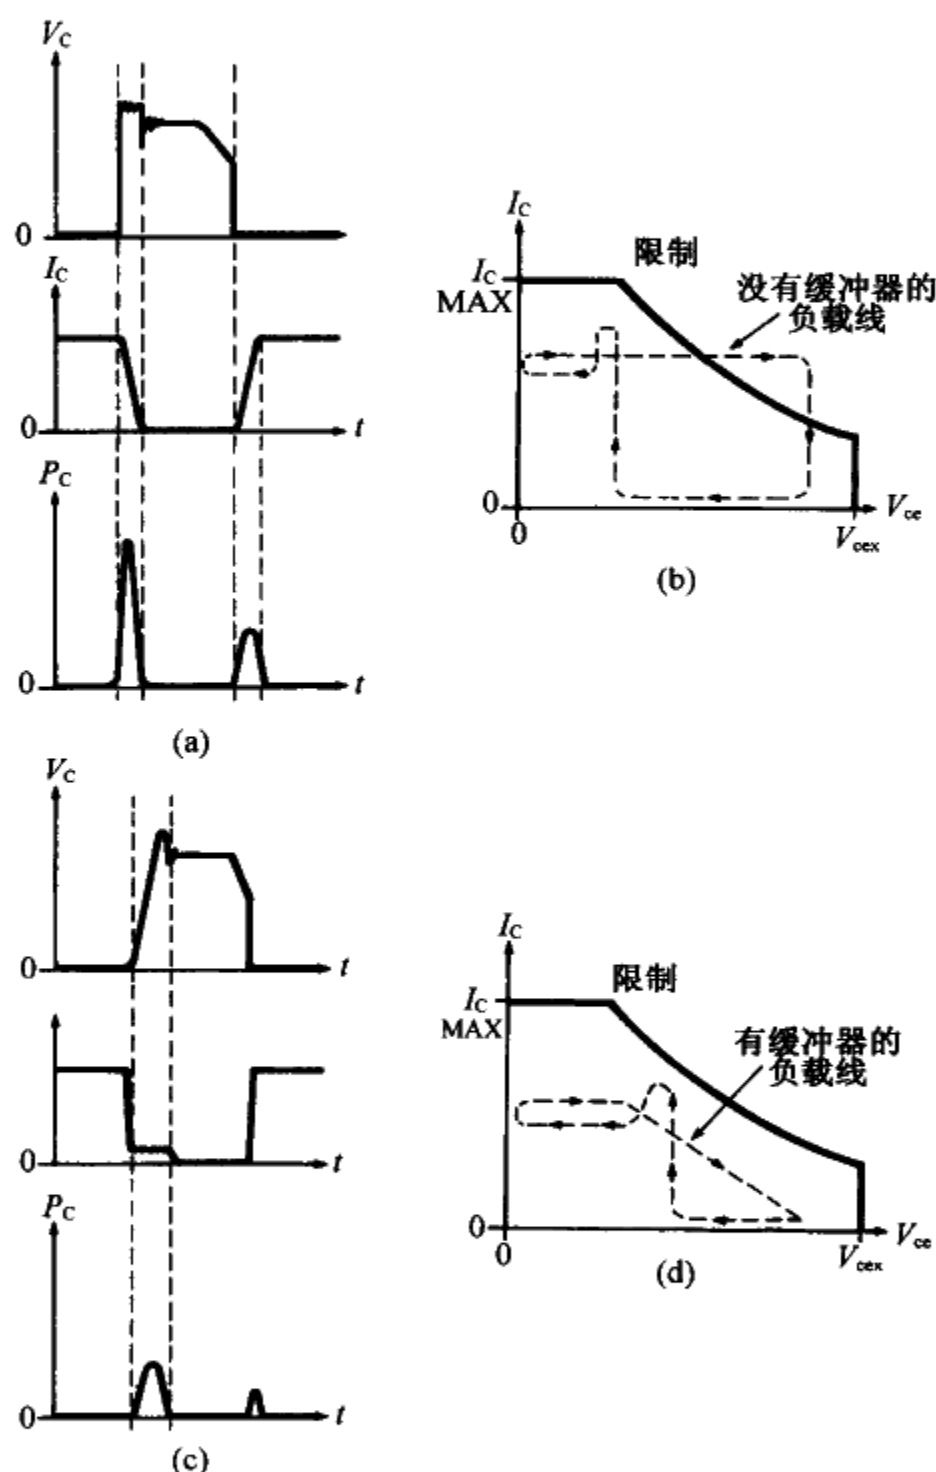 V_C
0
I_C
0
t
P_C
0
t
(a)
I_C
限制
I_C
MAX
没有缓冲器的
负载线
0
0
V_ce
V_cex
(b)
V_C
0
t
0
t
P_C
0
t
(c)
I_C
限制
I_C
MAX
有缓冲器的
负载线
0
0
V_ce
V_cex
(d)